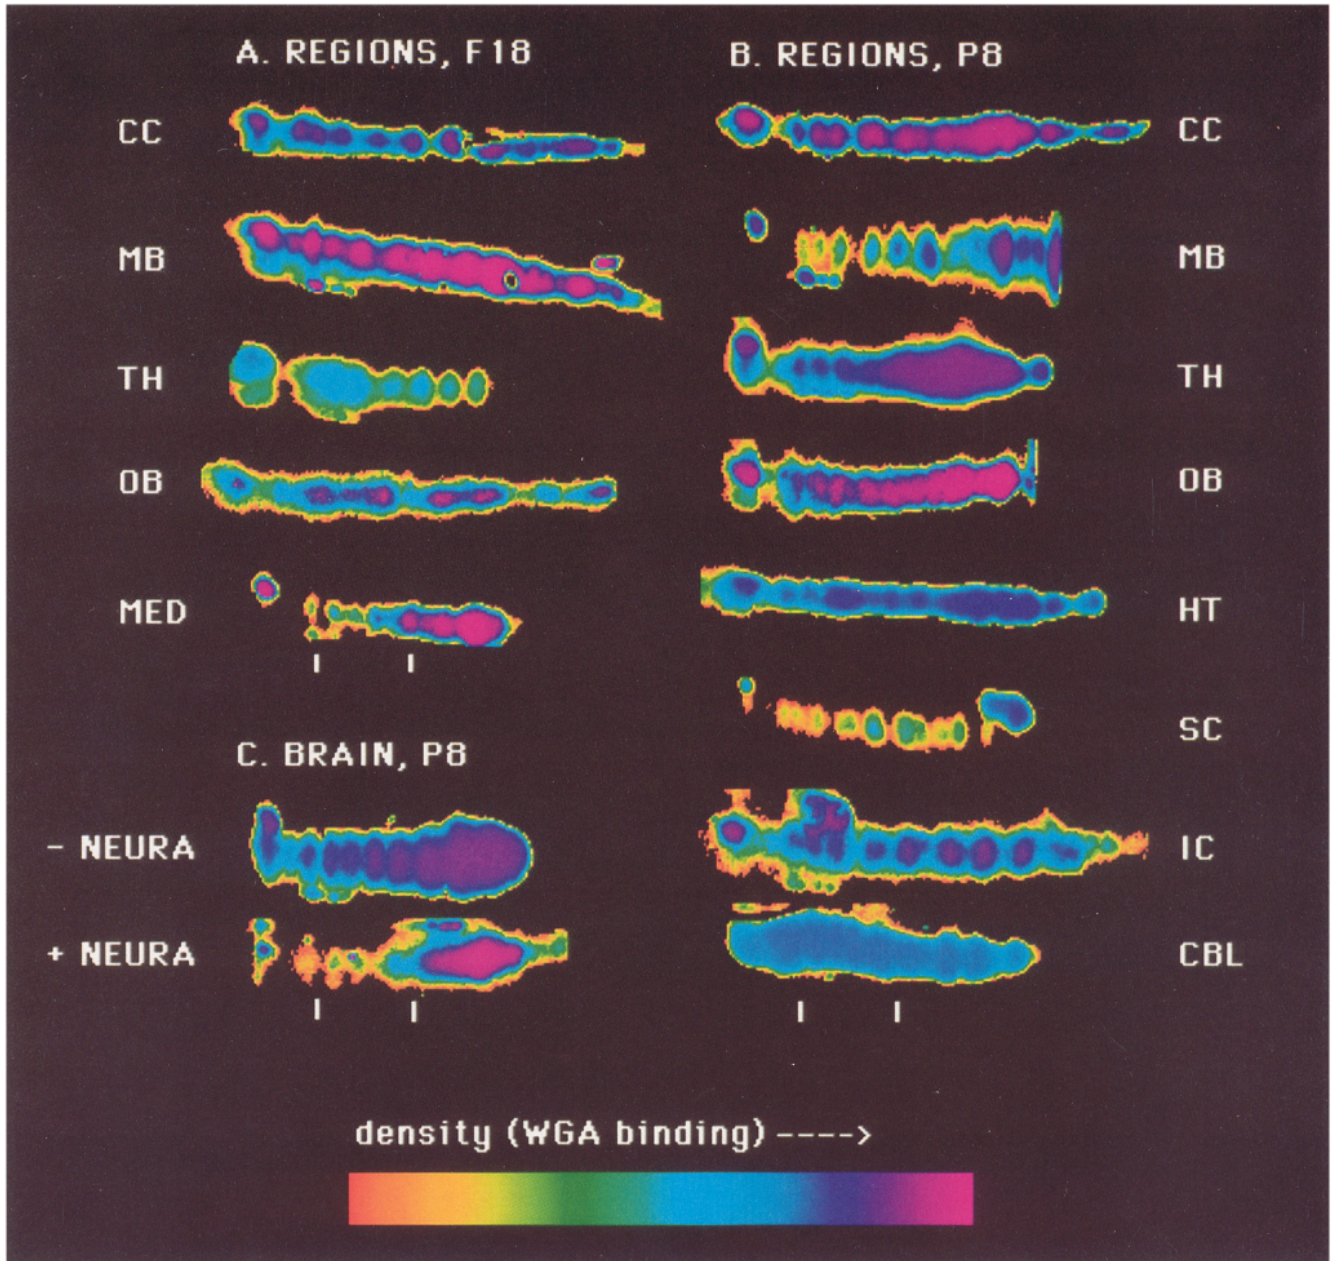 A. REGIONS, F18
CC
MB
TH
OB
MED
B. REGIONS, P8
CC
MB
TH
OB
HT
SC
IC
CBL
C. BRAIN, P8
- NEURA
+ NEURA
density (WGA binding) ---->